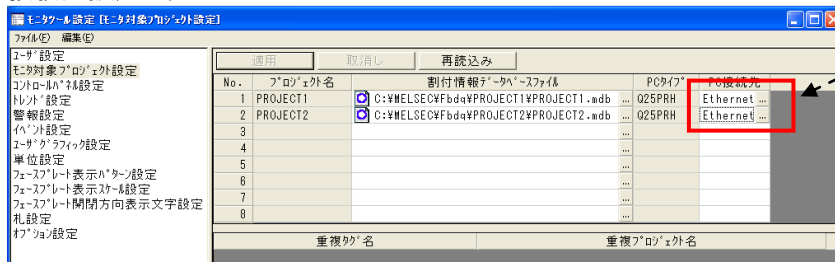 モニタツール設定 [モニタ対象プロジェクト設定]
ファイル(F) 編集(E)
ユーザ設定
モニタ対象プロジェクト設定
コントロールパネル設定
トレンド設定
警報設定
イベント設定
ユーザグラフィック設定
単位設定
フェースプレート表示パターン設定
フェースプレート表示スケール設定
フェースプレート開閉方向表示文字設定
札設定
オプション設定
適用 取消し 再読込み
No. プロジェクト名 割付情報データベースファイル PCタイプ PC接続先
1 PROJECT1 C:¥MELSEC¥Fbdq¥PROJECT1¥PROJECT1.mdb ... Q25PRH Ethernet ...
2 PROJECT2 C:¥MELSEC¥Fbdq¥PROJECT2¥PROJECT2.mdb ... Q25PRH Ethernet ...
3 ...
4 ...
5 ...
6 ...
7 ...
8 ...
重複タグ名 重複プロジェクト名